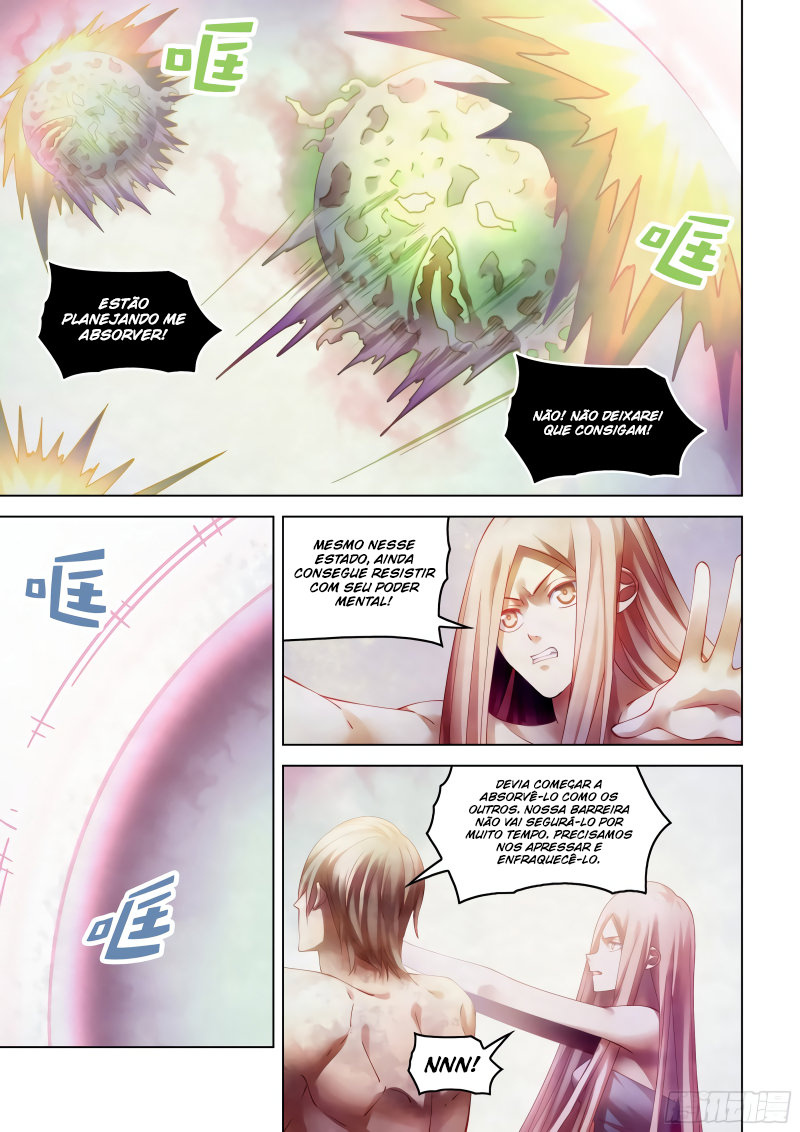 哐
哐
ESTÃO
PLANEJANDO ME
ABSORVER!
NÃO! NÃO DEIXAREI
QUE CONSIGAM!
哐
MESMO NESSE
ESTADO, AINDA
CONSEGUE RESISTIR
COM SEU PODER
MENTAL!
哐
DEVIA COMEÇAR A
ABSORVÊ-LO COMO OS
OUTROS. NOSSA BARREIRA
NÃO VAI SEGURÁ-LO POR
MUITO TEMPO. PRECISAMOS
NOS APRESSAR E
ENFRAQUECÊ-LO.
NNN!